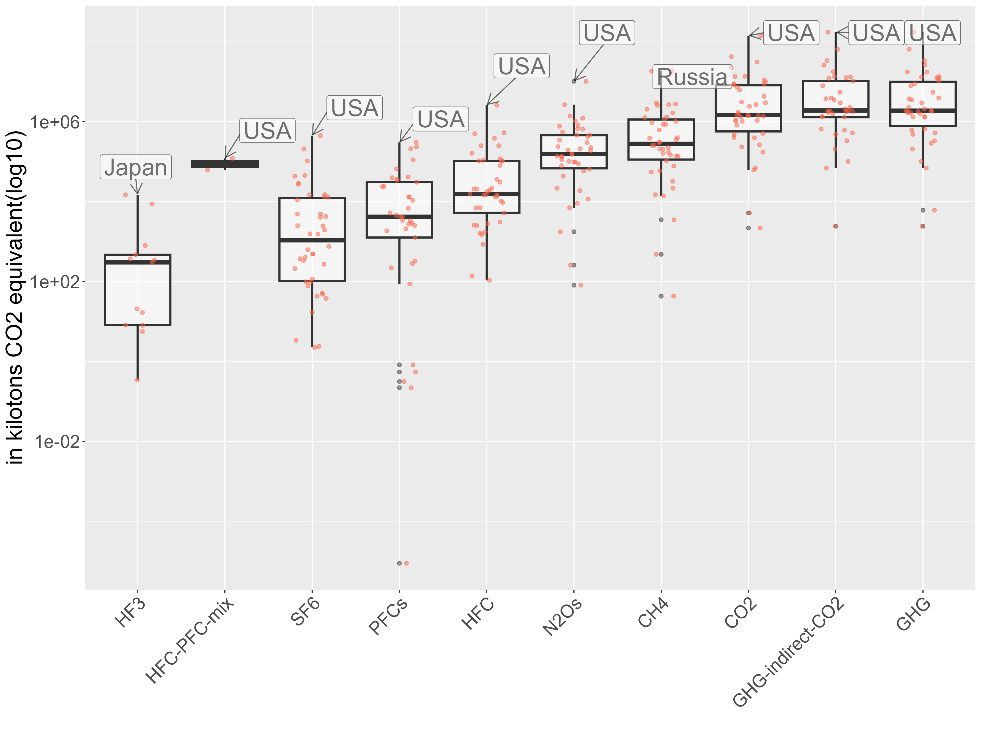 in kilotons CO2 equivalent(log10)
1e+06
1e+02
1e-02
Japan
USA
USA
USA
USA
USA
Russia
USA
USA
USA
HF3
HFC-PFC-mix
SF6
PFCs
HFC
N2Os
CH4
CO2
GHG-indirect-CO2
GHG